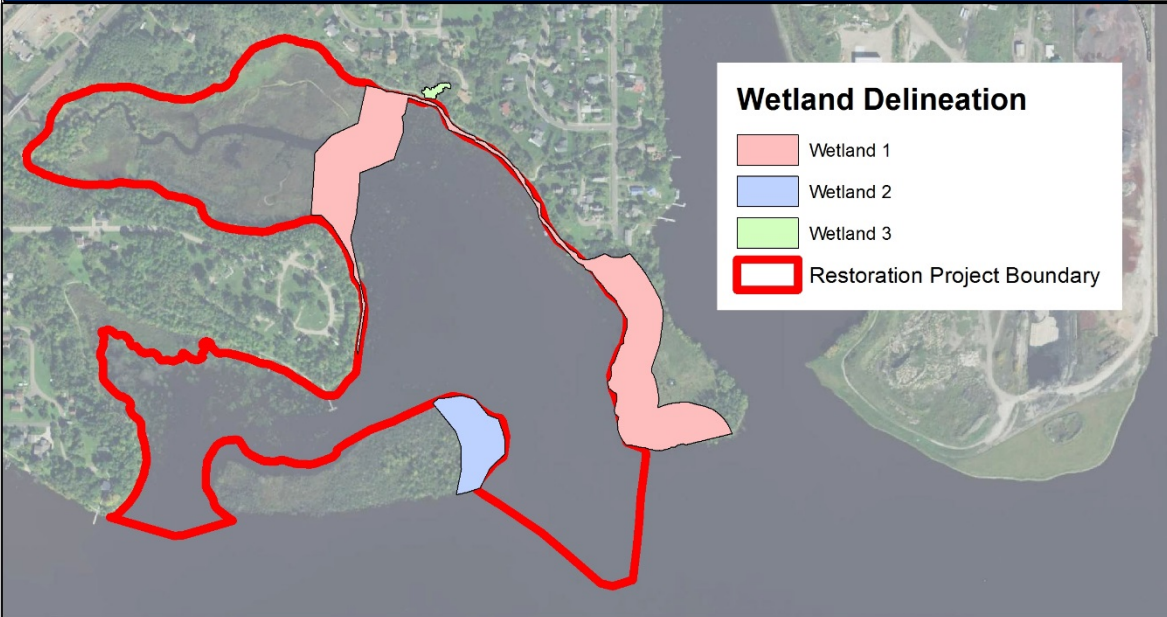 Wetland Delineation
Wetland 1
Wetland 2
Wetland 3
Restoration Project Boundary